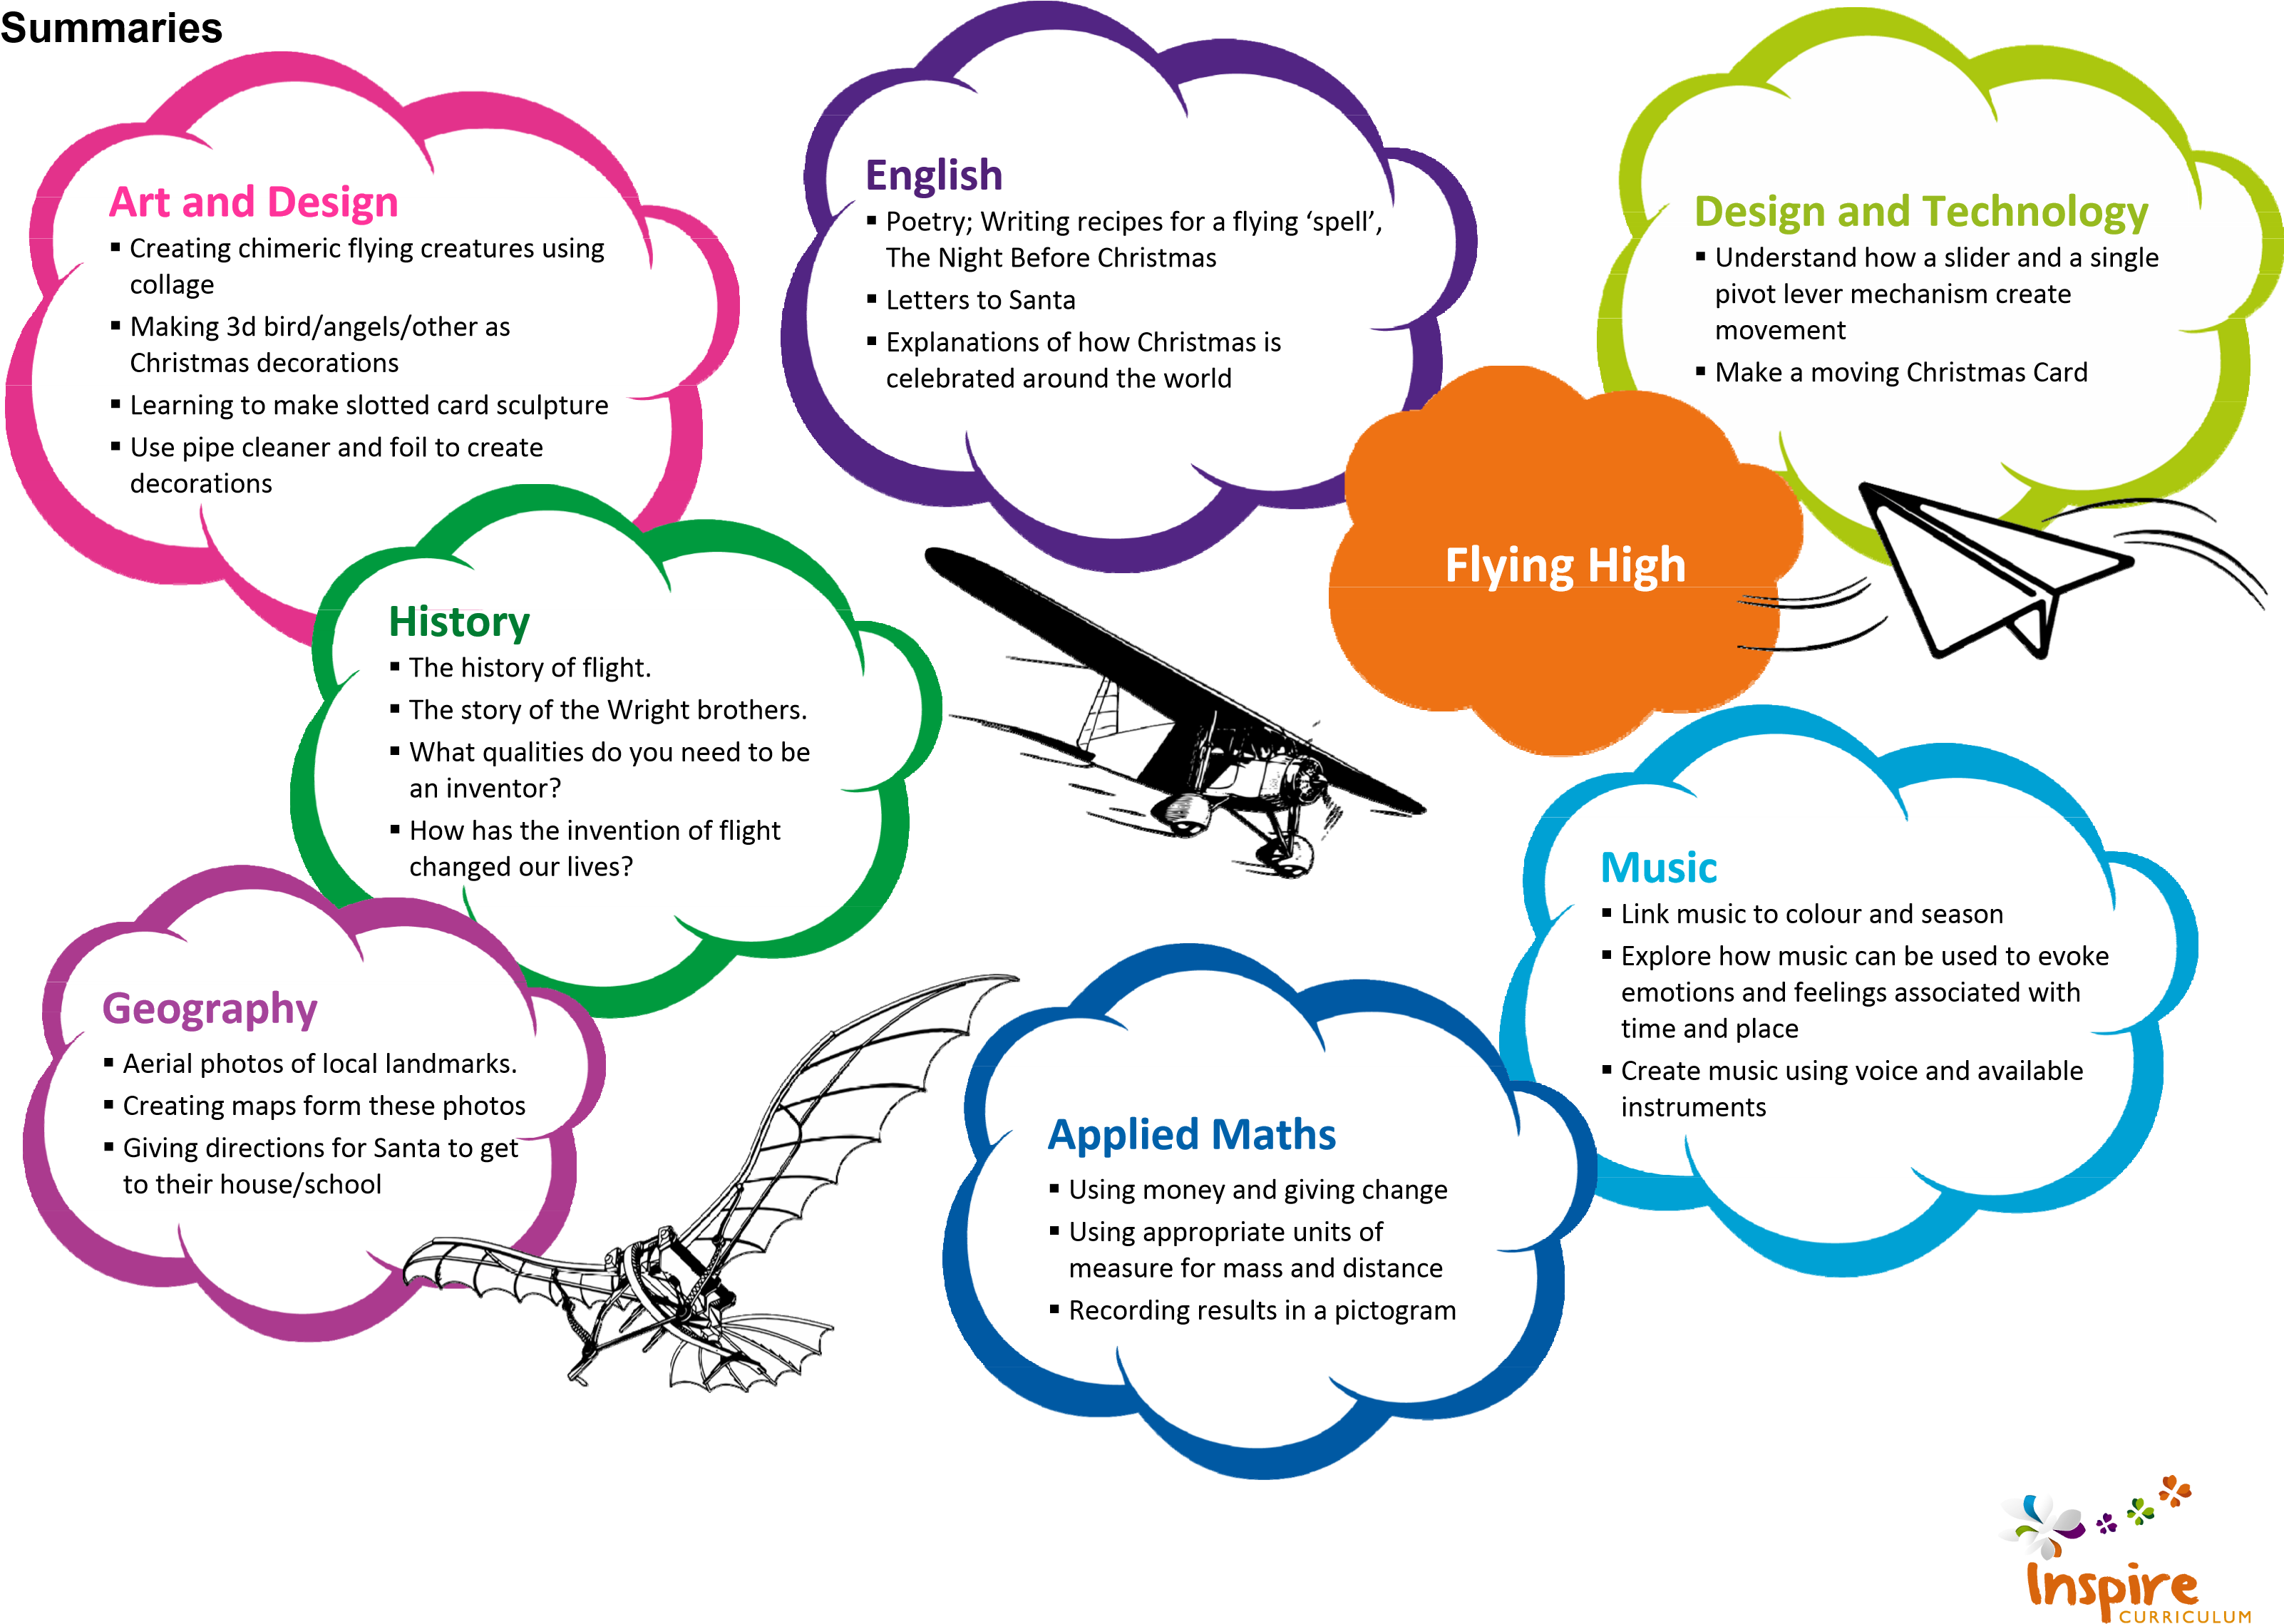 Summaries
Art and Design
▪ Creating chimeric flying creatures using
collage
▪ Making 3d bird/angels/other as
Christmas decorations
▪ Learning to make slotted card sculpture
▪ Use pipe cleaner and foil to create
decorations
English
▪ Poetry; Writing recipes for a flying ‘spell’,
The Night Before Christmas
▪ Letters to Santa
▪ Explanations of how Christmas is
celebrated around the world
Design and Technology
▪ Understand how a slider and a single
pivot lever mechanism create
movement
▪ Make a moving Christmas Card
Flying High
History
▪ The history of flight.
▪ The story of the Wright brothers.
▪ What qualities do you need to be
an inventor?
▪ How has the invention of flight
changed our lives?
Music
▪ Link music to colour and season
▪ Explore how music can be used to evoke
emotions and feelings associated with
time and place
▪ Create music using voice and available
instruments
Geography
▪ Aerial photos of local landmarks.
▪ Creating maps form these photos
▪ Giving directions for Santa to get
to their house/school
Applied Maths
▪ Using money and giving change
▪ Using appropriate units of
measure for mass and distance
▪ Recording results in a pictogram
Inspire
CURRICULUM